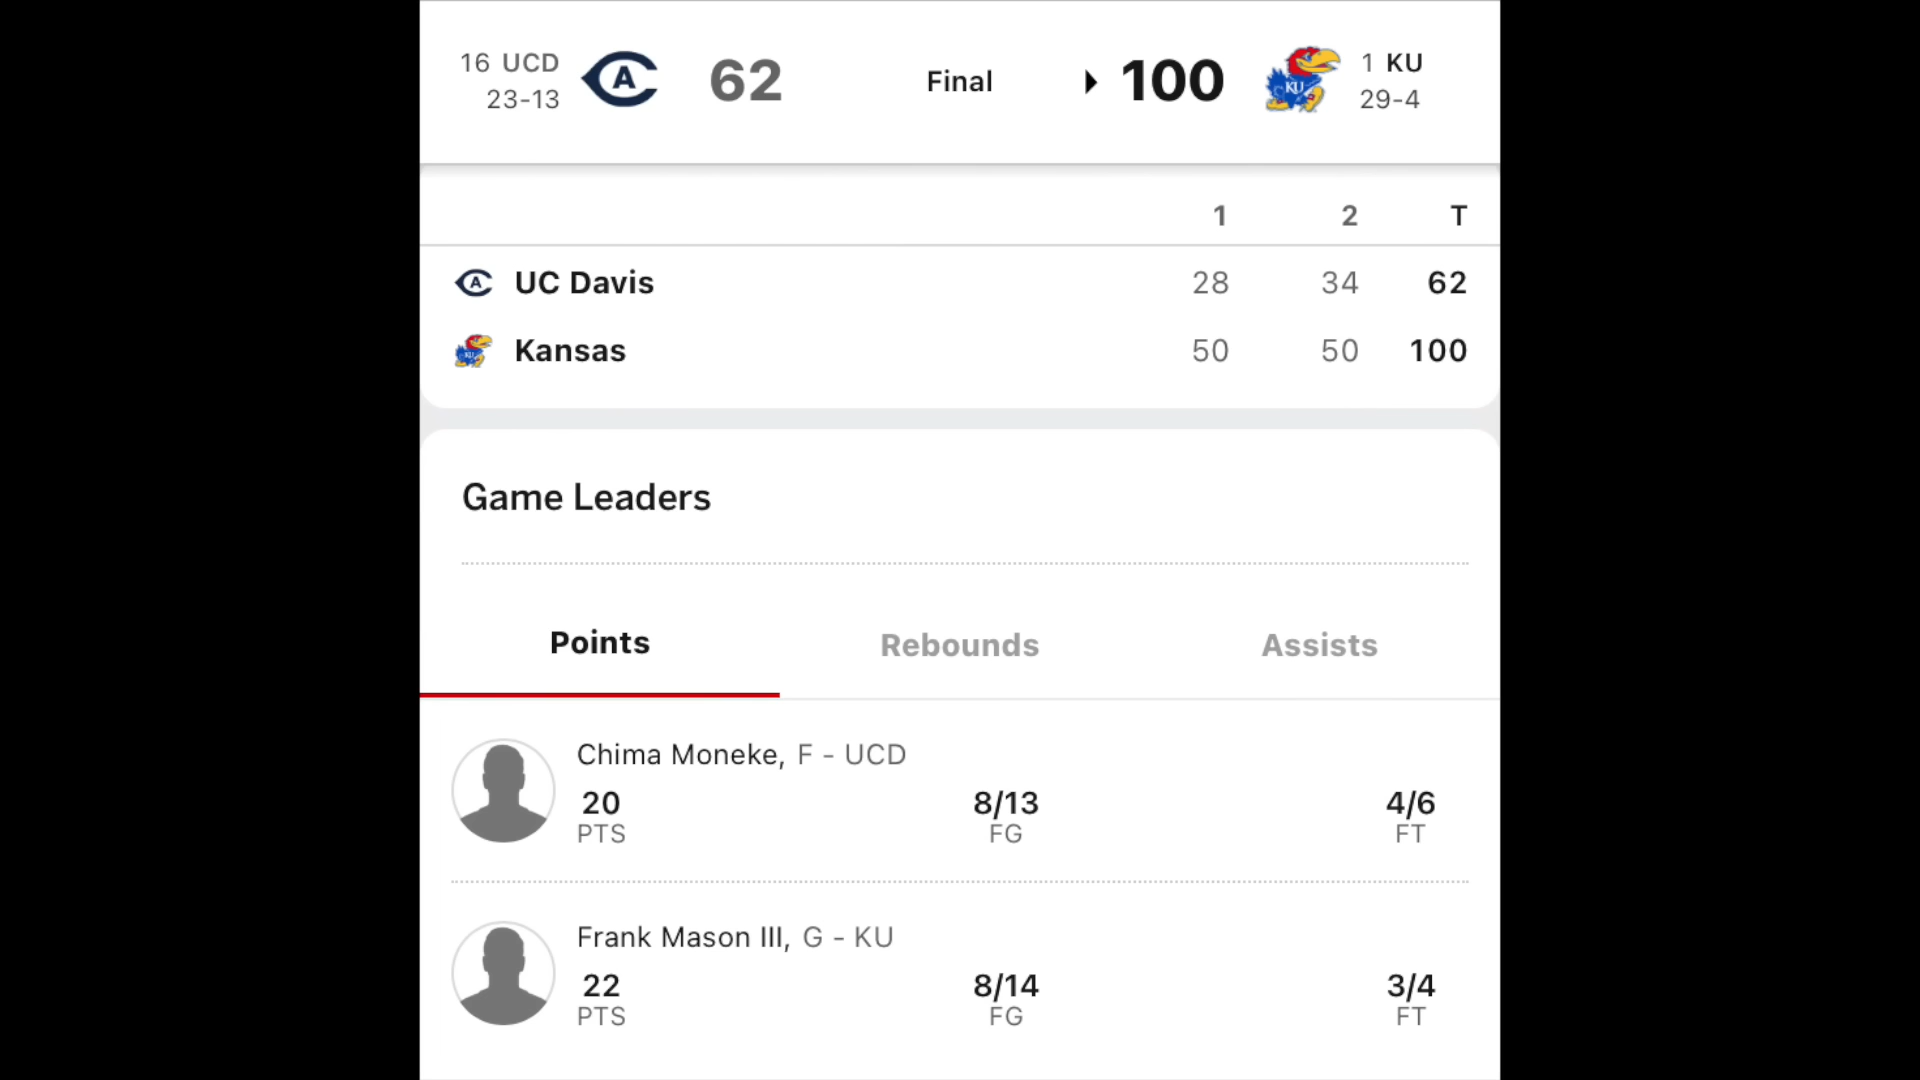 16 UCD
23-13
A
62
Final
100
KU
1 KU
29-4
1 2 T
A UC Davis 28 34 62
KU Kansas 50 50 100
Game Leaders
Points Rebounds Assists
Chima Moneke, F - UCD
20 8/13 4/6
PTS FG FT
Frank Mason III, G - KU
22 8/14 3/4
PTS FG FT